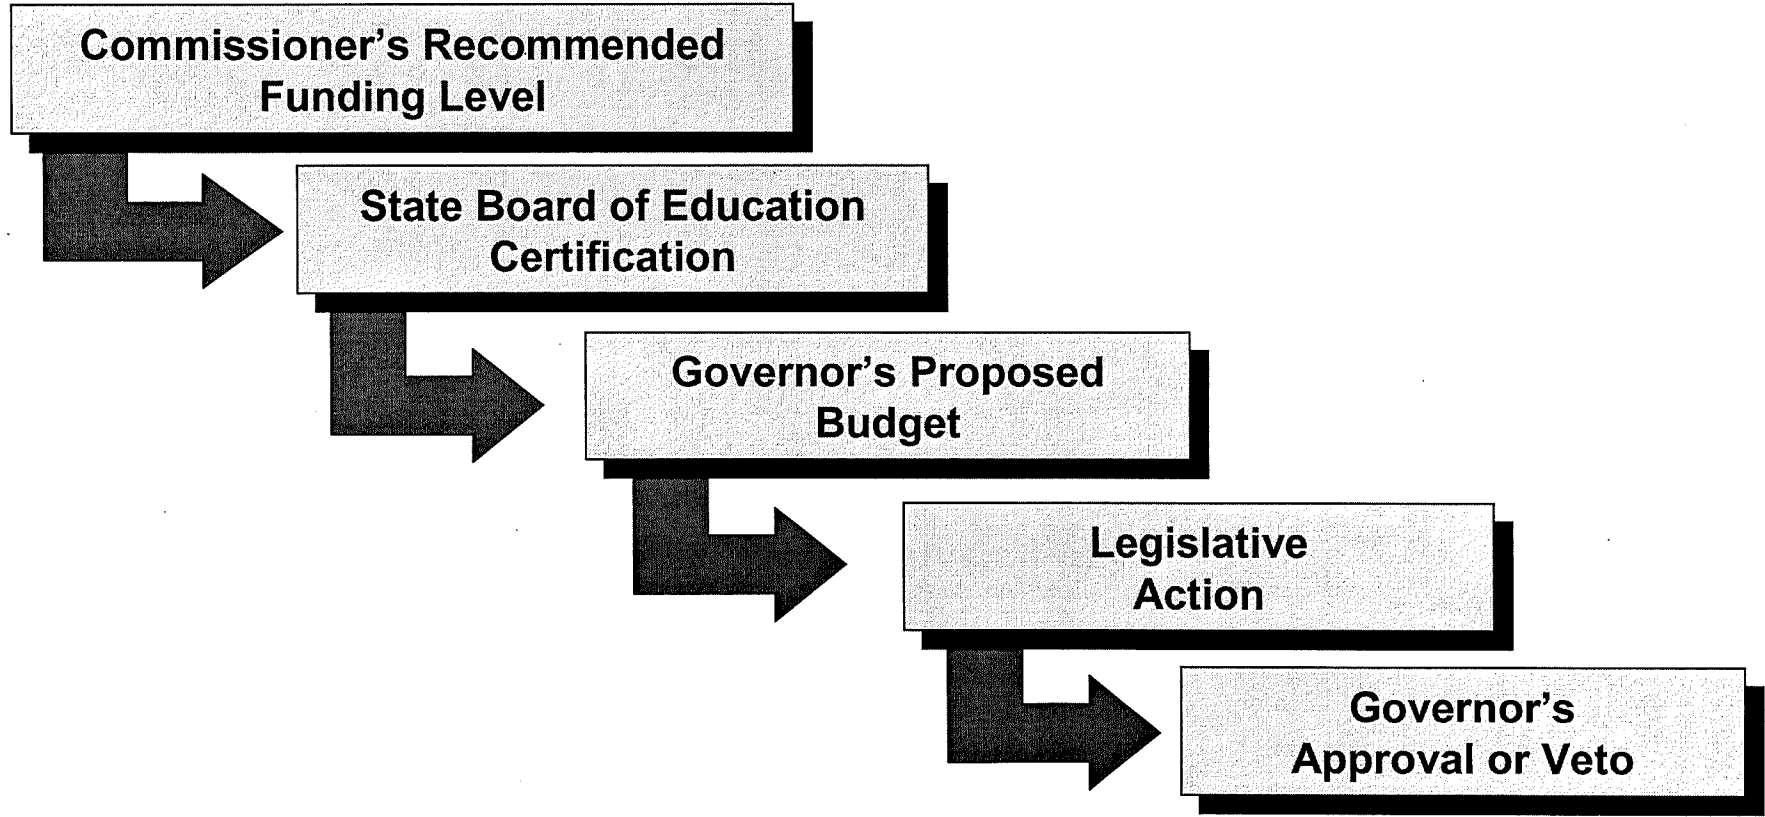 Commissioner's Recommended
Funding Level
State Board of Education
Certification
Governor's Proposed
Budget
Legislative
Action
Governor's
Approval or Veto